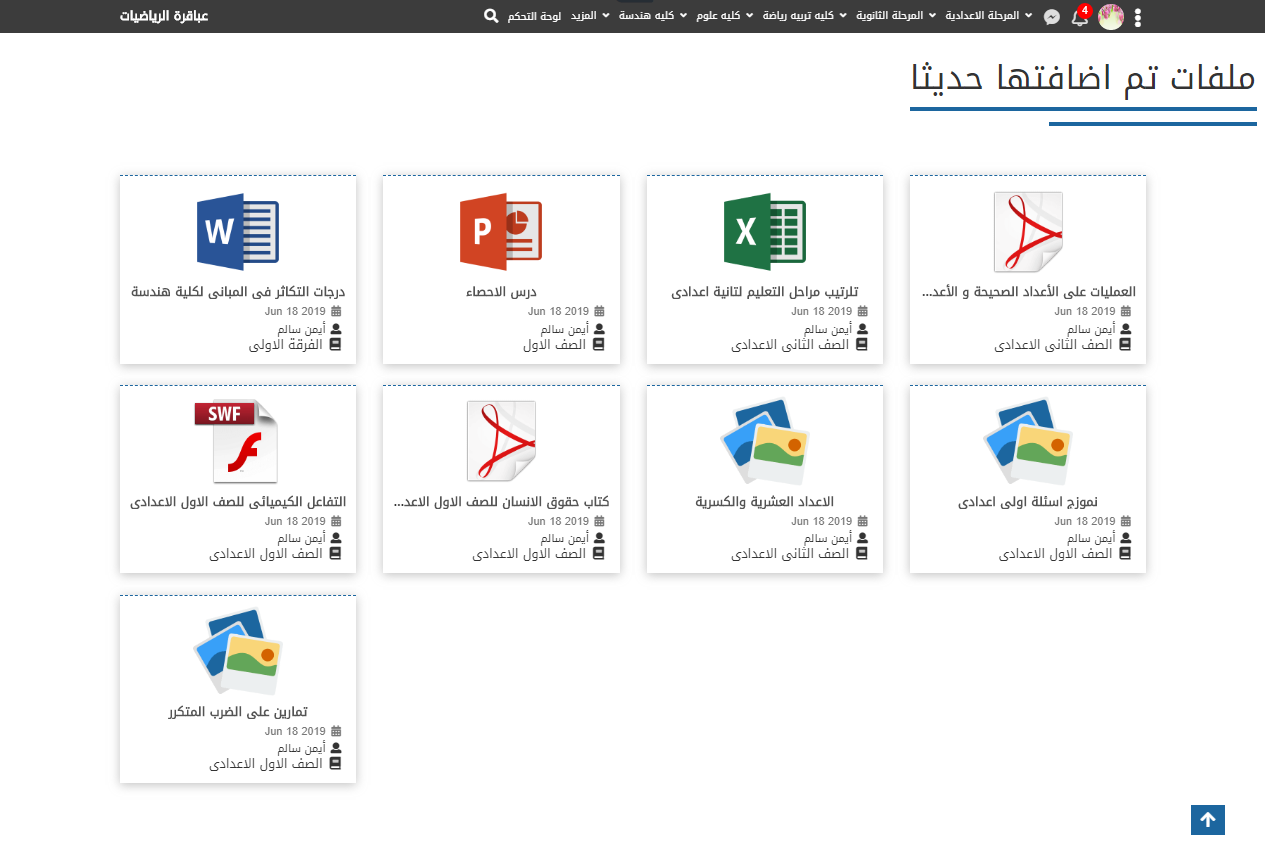 عباقرة الرياضيات
4
المرحلة الاعدادية
المرحلة الثانوية
كليه تربيه رياضة
كليه علوم
كليه هندسة
المزيد
لوحة التحكم
ملفات تم اضافتها حديثا
العمليات على الأعداد الصحيحة و الأعد...
Jun 18 2019
أيمن سالم
الصف الثانى الاعدادى
X
تلرتيب مراحل التعليم لتانية اعدادى
Jun 18 2019
أيمن سالم
الصف الثانى الاعدادى
P
درس الاحصاء
Jun 18 2019
أيمن سالم
الصف الاول
W
درجات التكاثر فى المبانى لكلية هندسة
Jun 18 2019
أيمن سالم
الفرقة الاولى
نموزج اسئلة اولى اعدادى
Jun 18 2019
أيمن سالم
الصف الاول الاعدادى
الاعداد العشرية والكسرية
Jun 18 2019
أيمن سالم
الصف الثانى الاعدادى
كتاب حقوق الانسان للصف الاول الاعد...
Jun 18 2019
أيمن سالم
الصف الاول الاعدادى
SWF
التفاعل الكيميائى للصف الاول الاعدادى
Jun 18 2019
أيمن سالم
الصف الاول الاعدادى
تمارين على الضرب المتكرر
Jun 18 2019
أيمن سالم
الصف الاول الاعدادى